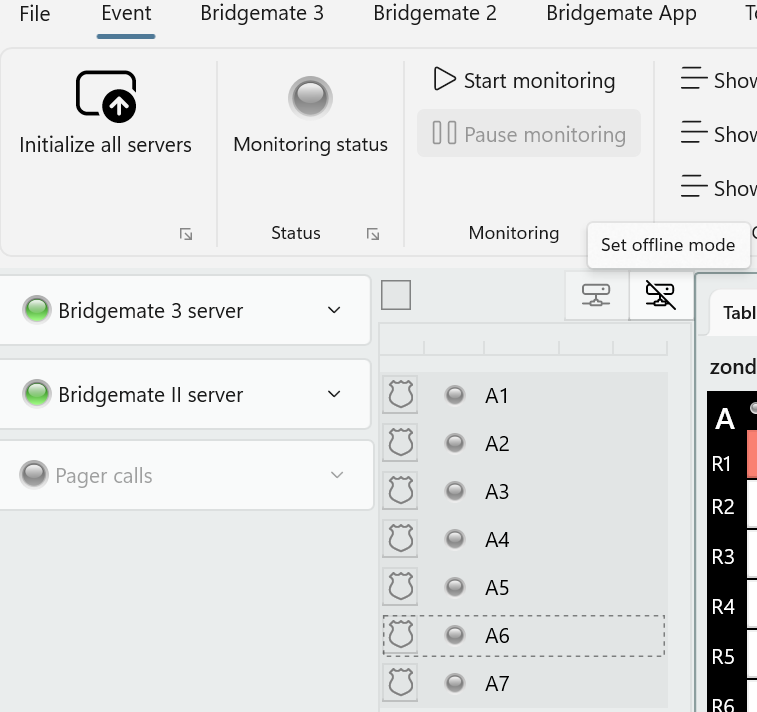 File Event Bridgemate 3 Bridgemate 2 Bridgemate App
Initialize all servers
Monitoring status
Status
Start monitoring
Pause monitoring
Monitoring
Show
Show
Show
Set offline mode
Bridgemate 3 server
Bridgemate II server
Pager calls
A1
A2
A3
A4
A5
A6
A7
zond
A
R1
R2
R3
R4
R5
R6